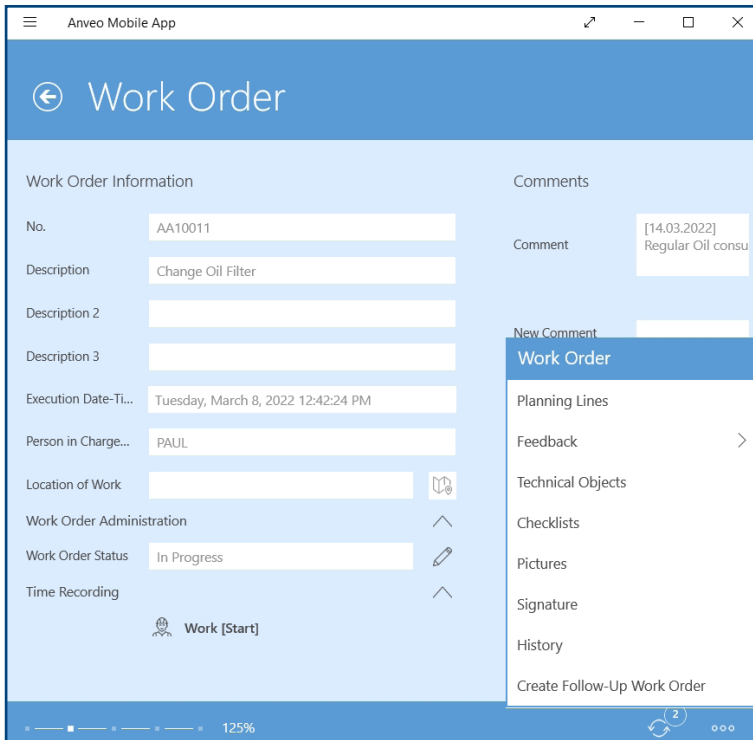 Anveo Mobile App
Work Order
Work Order Information
No.
AA10011
Description
Change Oil Filter
Description 2
Description 3
Execution Date-Ti...
Tuesday, March 8, 2022 12:42:24 PM
Person in Charge...
PAUL
Location of Work
Work Order Administration
Work Order Status
In Progress
Time Recording
Work [Start]
Comments
Comment
[14.03.2022]
Regular Oil consu
New Comment
Work Order
Planning Lines
Feedback
Technical Objects
Checklists
Pictures
Signature
History
Create Follow-Up Work Order
125%
2